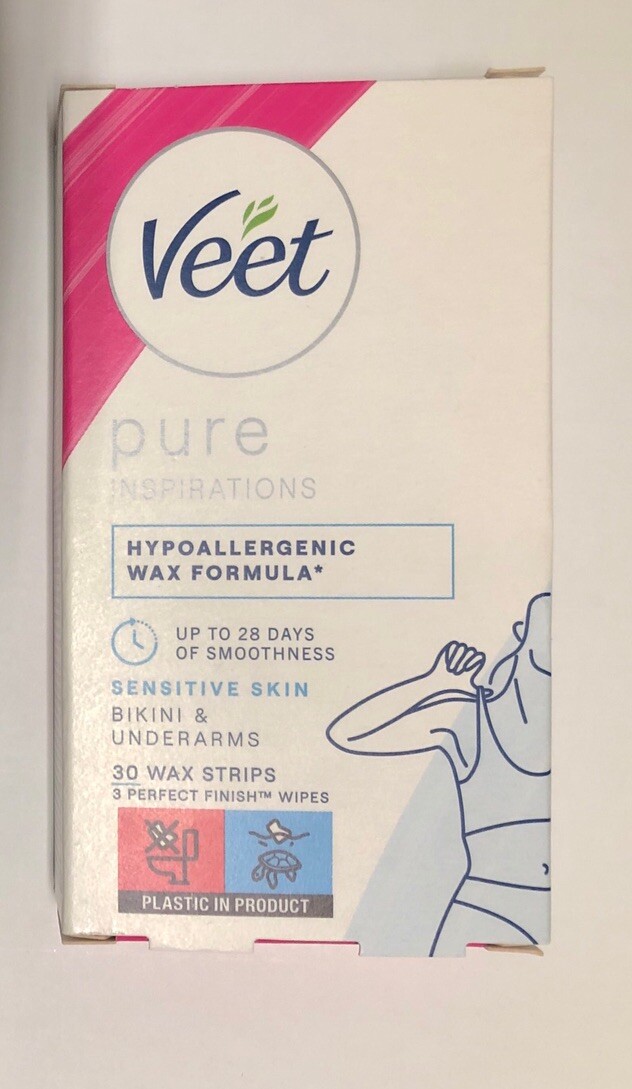 Veet
pure
INSPIRATIONS
HYPOALLERGENIC
WAX FORMULA*
UP TO 28 DAYS
OF SMOOTHNESS
SENSITIVE SKIN
BIKINI &
UNDERARMS
30 WAX STRIPS
3 PERFECT FINISH™ WIPES
PLASTIC IN PRODUCT